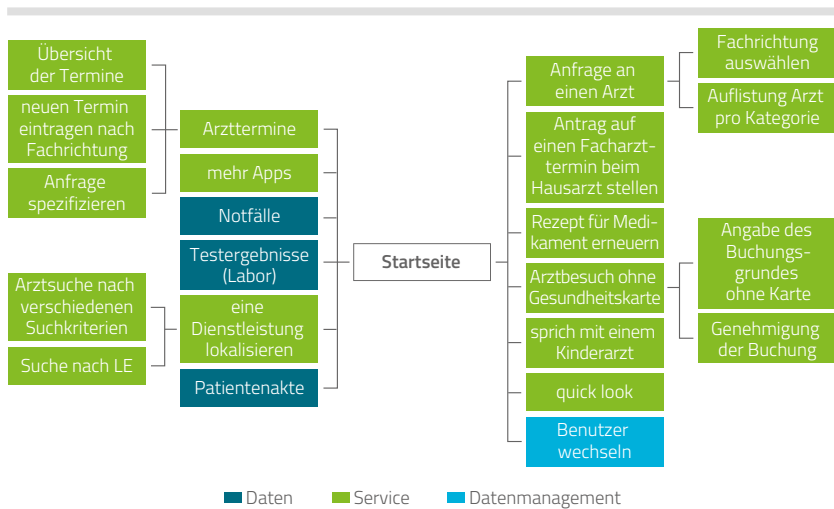 Übersicht
der Termine
neuen Termin
eintragen nach
Fachrichtung
Anfrage
spezifizieren
Arztsuche nach
verschiedenen
Suchkriterien
Suche nach LE
Arzttermine
mehr Apps
Notfälle
Testergebnisse
(Labor)
eine
Dienstleistung
lokalisieren
Patientenakte
Startseite
Anfrage an
einen Arzt
Antrag auf
einen Facharzt-
termin beim
Hausarzt stellen
Rezept für Medi-
kament erneuern
Arztbesuch ohne
Gesundheitskarte
sprich mit einem
Kinderarzt
quick look
Benutzer
wechseln
Fachrichtung
auswählen
Auflistung Arzt
pro Kategorie
Angabe des
Buchungs-
grundes
ohne Karte
Genehmigung
der Buchung
Daten
Service
Datenmanagement